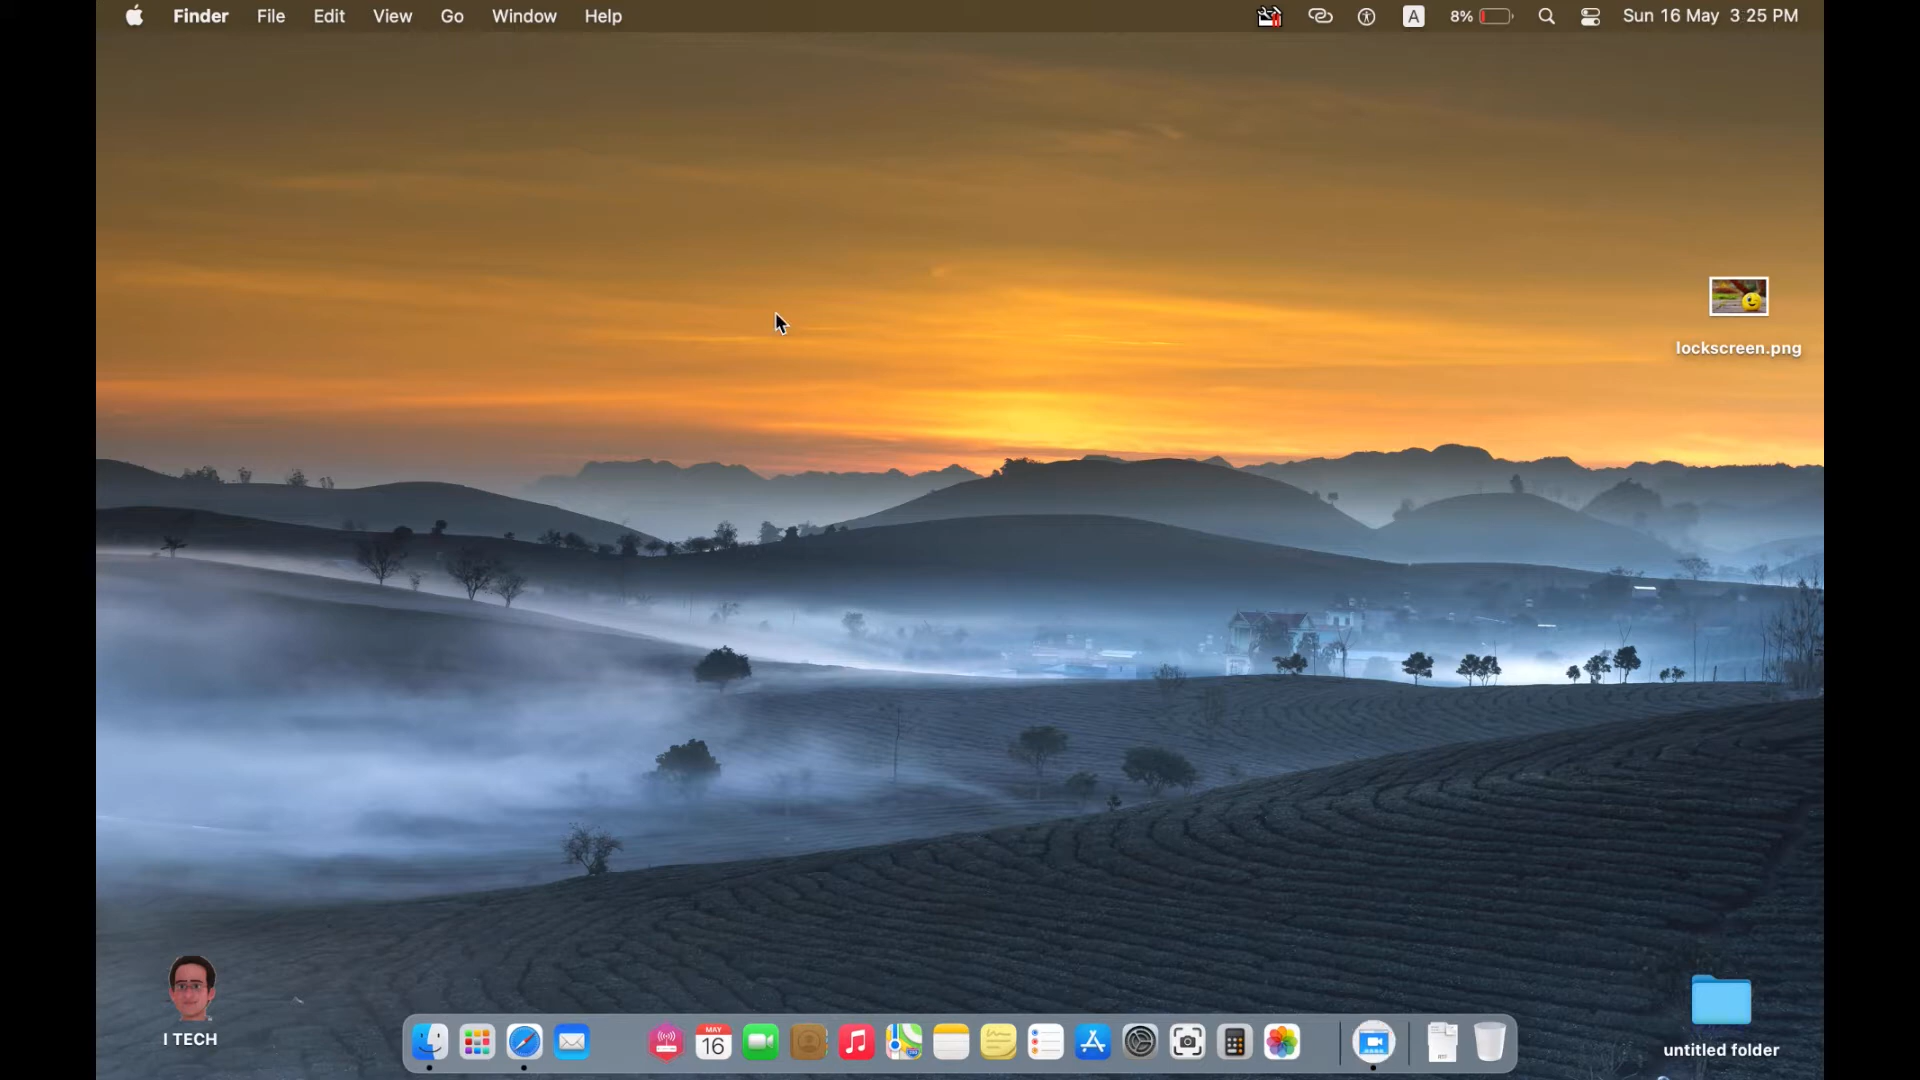 Finder File Edit View Go Window Help A 8% Sun 16 May 3:25 PM
lockscreen.png
I TECH
MAY
16
untitled folder